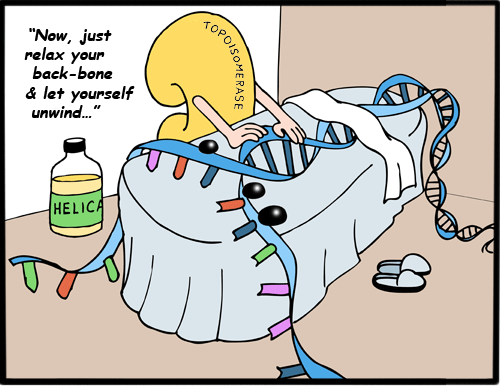 “Now, just
relax your
back-bone
& let yourself
unwind...”
TOPOISOMERASE
HELICA